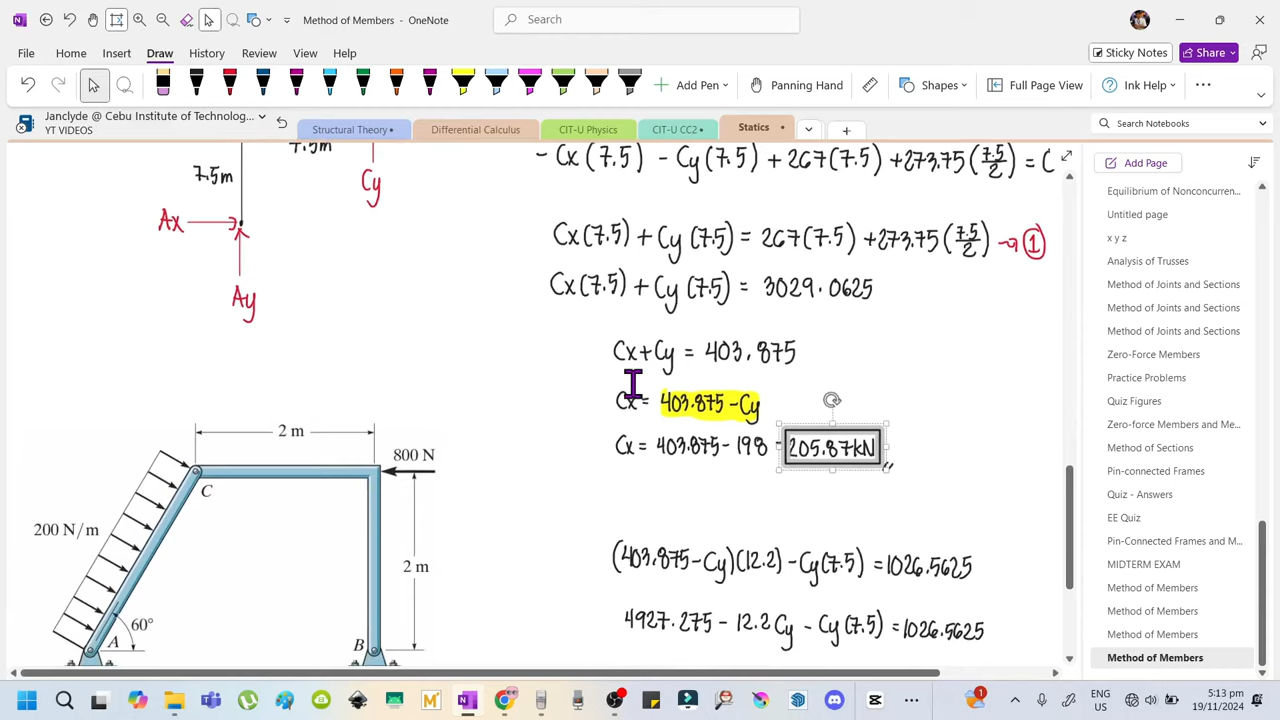 Method of Members - OneNote
Search
File Home Insert Draw History Review View Help
Sticky Notes
Share
Add Pen
Panning Hand
Shapes
Full Page View
Ink Help
Janclyde @ Cebu Institute of Technolog...
YT VIDEOS
Structural Theory
Differential Calculus
CIT-U Physics
CIT-U CC2
Statics
Search Notebooks
Add Page
Equilibrium of Nonconcurren...
Untitled page
x y z
Analysis of Trusses
Method of Joints and Sections
Method of Joints and Sections
Method of Joints and Sections
Zero-Force Members
Practice Problems
Quiz Figures
Zero-force Members and Me...
Method of Sections
Pin-connected Frames
Quiz - Answers
EE Quiz
Pin-Connected Frames and M...
MIDTERM EXAM
Method of Members
Method of Members
Method of Members
Method of Members
7.5m
7.5m
Cy
Ax
Ay
- Cx(7.5) - Cy(7.5) + 267(7.5) + 273.75(7.5/2) =
Cx(7.5) + Cy(7.5) = 267(7.5) + 273.75(7.5/2) → 1
Cx(7.5) + Cy(7.5) = 3029.0625
Cx + Cy = 403.875
Cx = 403.875 - Cy
Cx = 403.875 - 198 = 205.87kN
(403.875 - Cy)(12.2) - Cy(7.5) = 1026.5625
4927.275 - 12.2Cy - Cy(7.5) = 1026.5625
2 m
800 N
C
200 N/m
2 m
60°
A
B
ENG
US
5:13 pm
19/11/2024